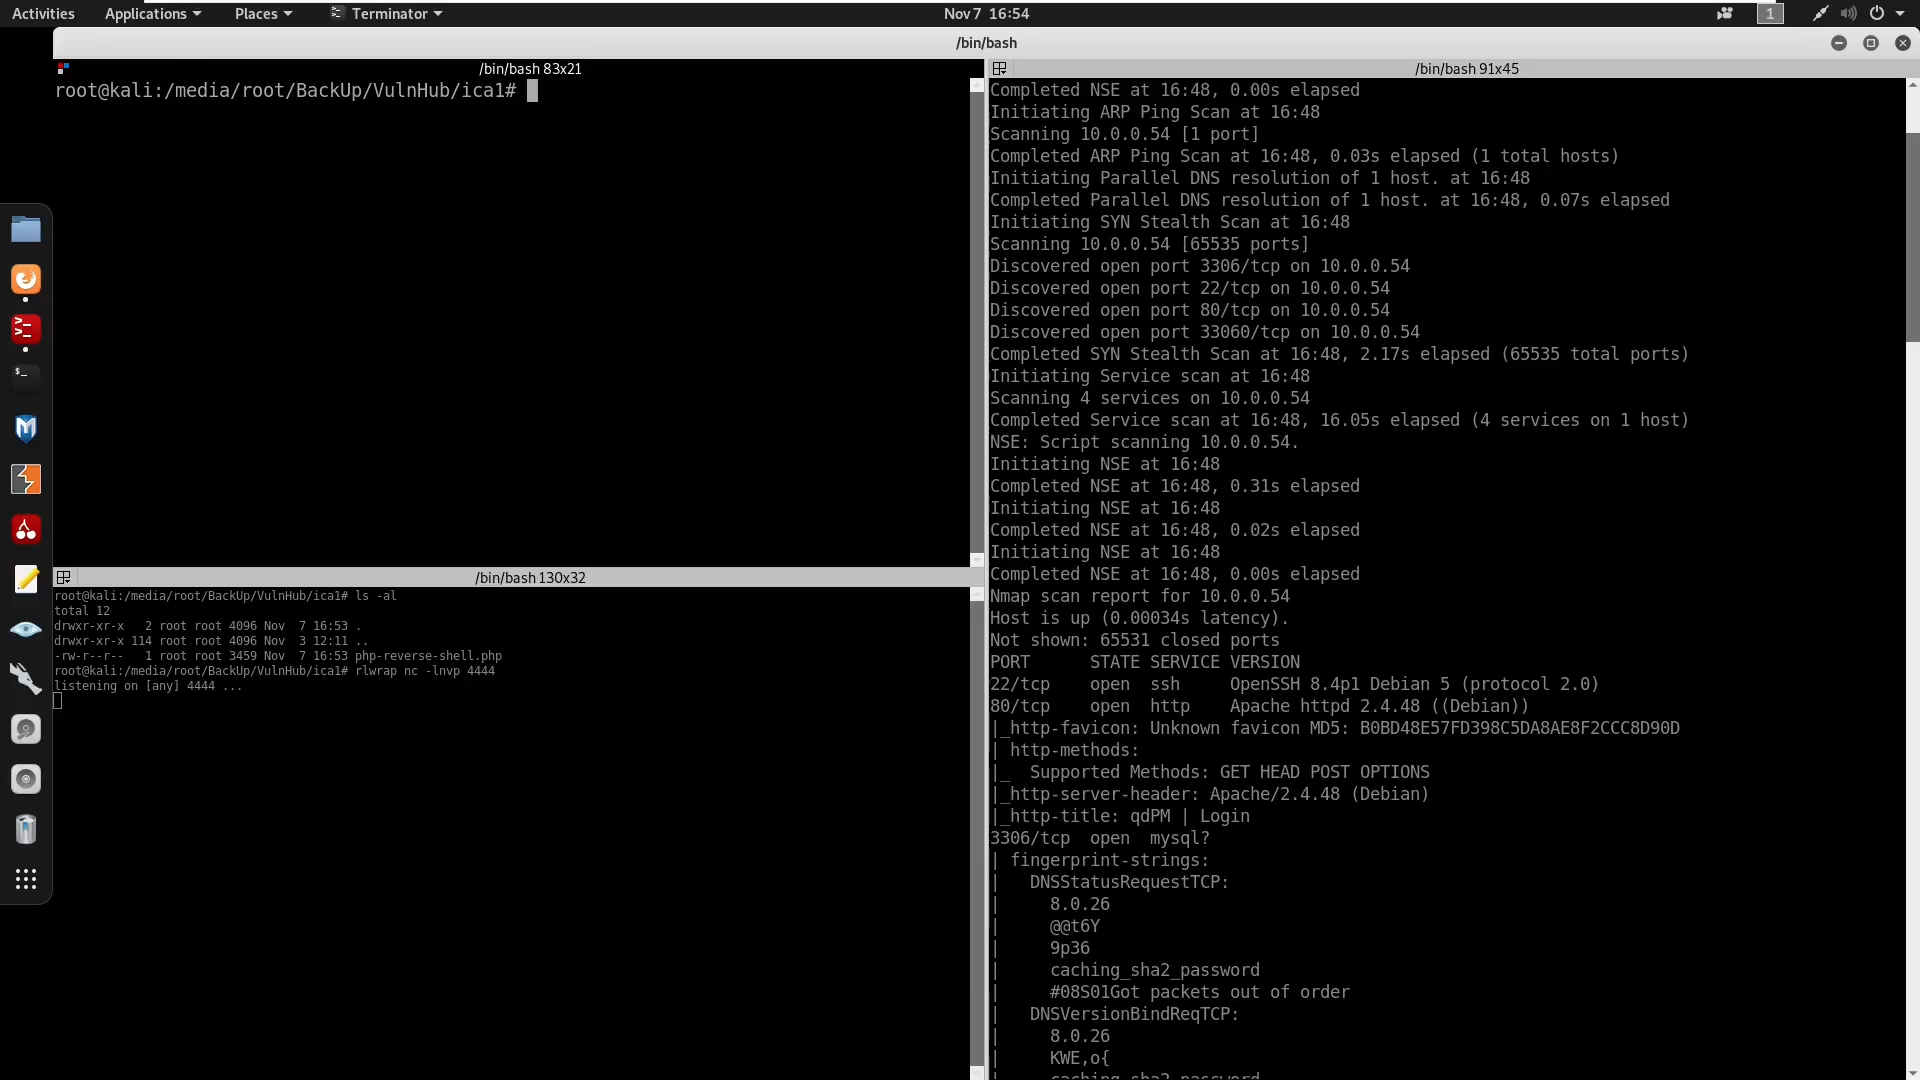 Activities Applications Places Terminator Nov 7 16:54 1
/bin/bash
/bin/bash 83x21
root@kali:/media/root/BackUp/VulnHub/ica1#
/bin/bash 130x32
root@kali:/media/root/BackUp/VulnHub/ica1# ls -al
total 12
drwxr-xr-x   2 root root 4096 Nov  7 16:53 .
drwxr-xr-x 114 root root 4096 Nov  3 12:11 ..
-rw-r--r--   1 root root 3459 Nov  7 16:53 php-reverse-shell.php
root@kali:/media/root/BackUp/VulnHub/ica1# rlwrap nc -lnvp 4444
listening on [any] 4444 ...
/bin/bash 91x45
Completed NSE at 16:48, 0.00s elapsed
Initiating ARP Ping Scan at 16:48
Scanning 10.0.0.54 [1 port]
Completed ARP Ping Scan at 16:48, 0.03s elapsed (1 total hosts)
Initiating Parallel DNS resolution of 1 host. at 16:48
Completed Parallel DNS resolution of 1 host. at 16:48, 0.07s elapsed
Initiating SYN Stealth Scan at 16:48
Scanning 10.0.0.54 [65535 ports]
Discovered open port 3306/tcp on 10.0.0.54
Discovered open port 22/tcp on 10.0.0.54
Discovered open port 80/tcp on 10.0.0.54
Discovered open port 33060/tcp on 10.0.0.54
Completed SYN Stealth Scan at 16:48, 2.17s elapsed (65535 total ports)
Initiating Service scan at 16:48
Scanning 4 services on 10.0.0.54
Completed Service scan at 16:48, 16.05s elapsed (4 services on 1 host)
NSE: Script scanning 10.0.0.54.
Initiating NSE at 16:48
Completed NSE at 16:48, 0.31s elapsed
Initiating NSE at 16:48
Completed NSE at 16:48, 0.02s elapsed
Initiating NSE at 16:48
Completed NSE at 16:48, 0.00s elapsed
Nmap scan report for 10.0.0.54
Host is up (0.00034s latency).
Not shown: 65531 closed ports
PORT      STATE SERVICE VERSION
22/tcp    open  ssh     OpenSSH 8.4p1 Debian 5 (protocol 2.0)
80/tcp    open  http    Apache httpd 2.4.48 ((Debian))
|_http-favicon: Unknown favicon MD5: B0BD48E57FD398C5DA8AE8F2CCC8D90D
| http-methods:
|_  Supported Methods: GET HEAD POST OPTIONS
|_http-server-header: Apache/2.4.48 (Debian)
|_http-title: qdPM | Login
3306/tcp  open  mysql?
| fingerprint-strings:
|   DNSStatusRequestTCP:
|     8.0.26
|     @@t6Y
|     9p36
|     caching_sha2_password
|     #08S01Got packets out of order
|   DNSVersionBindReqTCP:
|     8.0.26
|     KWE,o{
|     caching_sha2_password